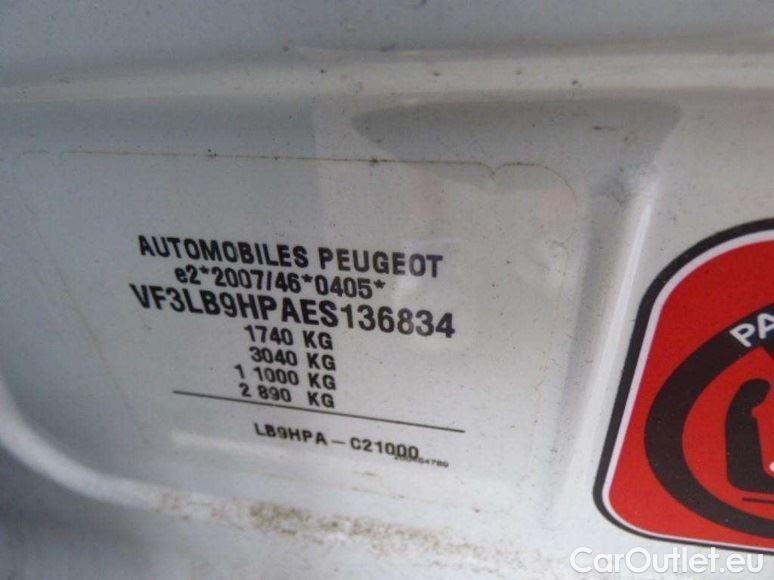 AUTOMOBILES PEUGEOT
e2*2007/46*0405*
VF3LB9HPAES136834
1740 KG
3040 KG
1 1000 KG
2 890 KG
LB9HPA-C21000
PA
CarOutlet.eu